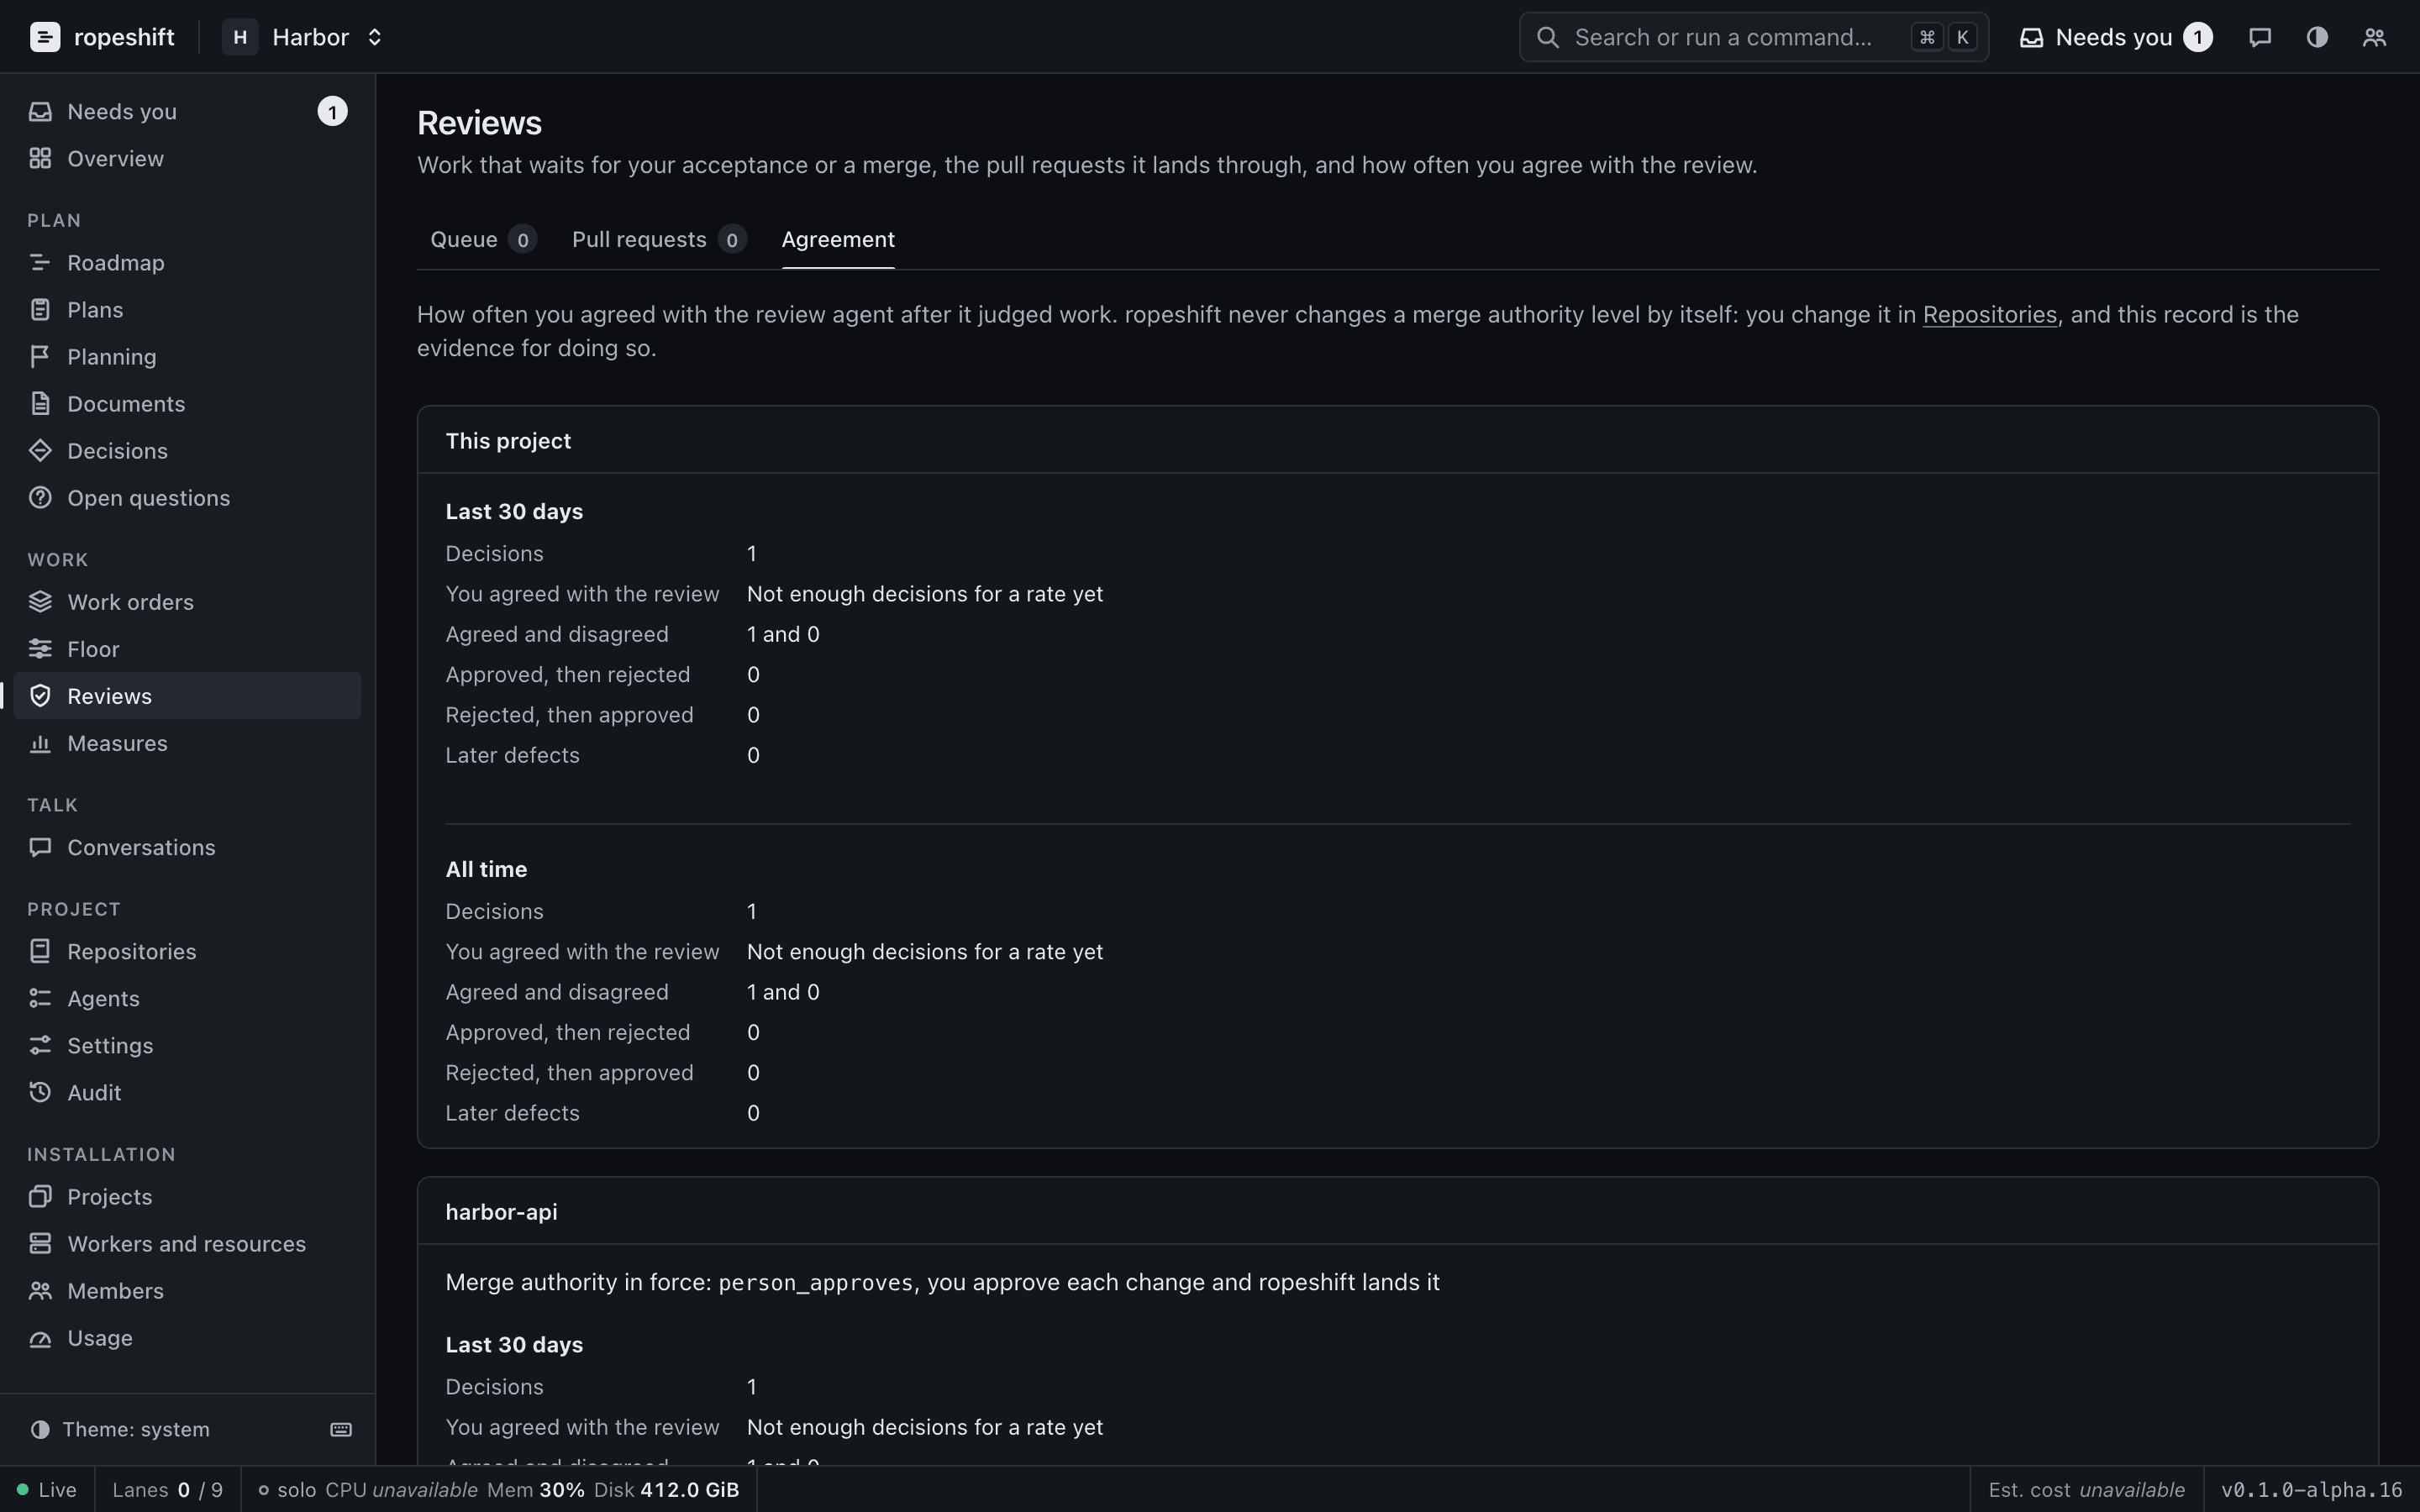 ropeshift
H Harbor
Search or run a command... ⌘ K
Needs you 1
Needs you 1
Overview
PLAN
Roadmap
Plans
Planning
Documents
Decisions
Open questions
WORK
Work orders
Floor
Reviews
Measures
TALK
Conversations
PROJECT
Repositories
Agents
Settings
Audit
INSTALLATION
Projects
Workers and resources
Members
Usage
Theme: system
Reviews
Work that waits for your acceptance or a merge, the pull requests it lands through, and how often you agree with the review.
Queue 0 Pull requests 0 Agreement
How often you agreed with the review agent after it judged work. ropeshift never changes a merge authority level by itself: you change it in Repositories, and this record is the
evidence for doing so.
This project
Last 30 days
Decisions 1
You agreed with the review Not enough decisions for a rate yet
Agreed and disagreed 1 and 0
Approved, then rejected 0
Rejected, then approved 0
Later defects 0
All time
Decisions 1
You agreed with the review Not enough decisions for a rate yet
Agreed and disagreed 1 and 0
Approved, then rejected 0
Rejected, then approved 0
Later defects 0
harbor-api
Merge authority in force: person_approves, you approve each change and ropeshift lands it
Last 30 days
Decisions 1
You agreed with the review Not enough decisions for a rate yet
Agreed and disagreed 1 and 0
Live Lanes 0 / 9 solo CPU unavailable Mem 30% Disk 412.0 GiB Est. cost unavailable v0.1.0-alpha.16